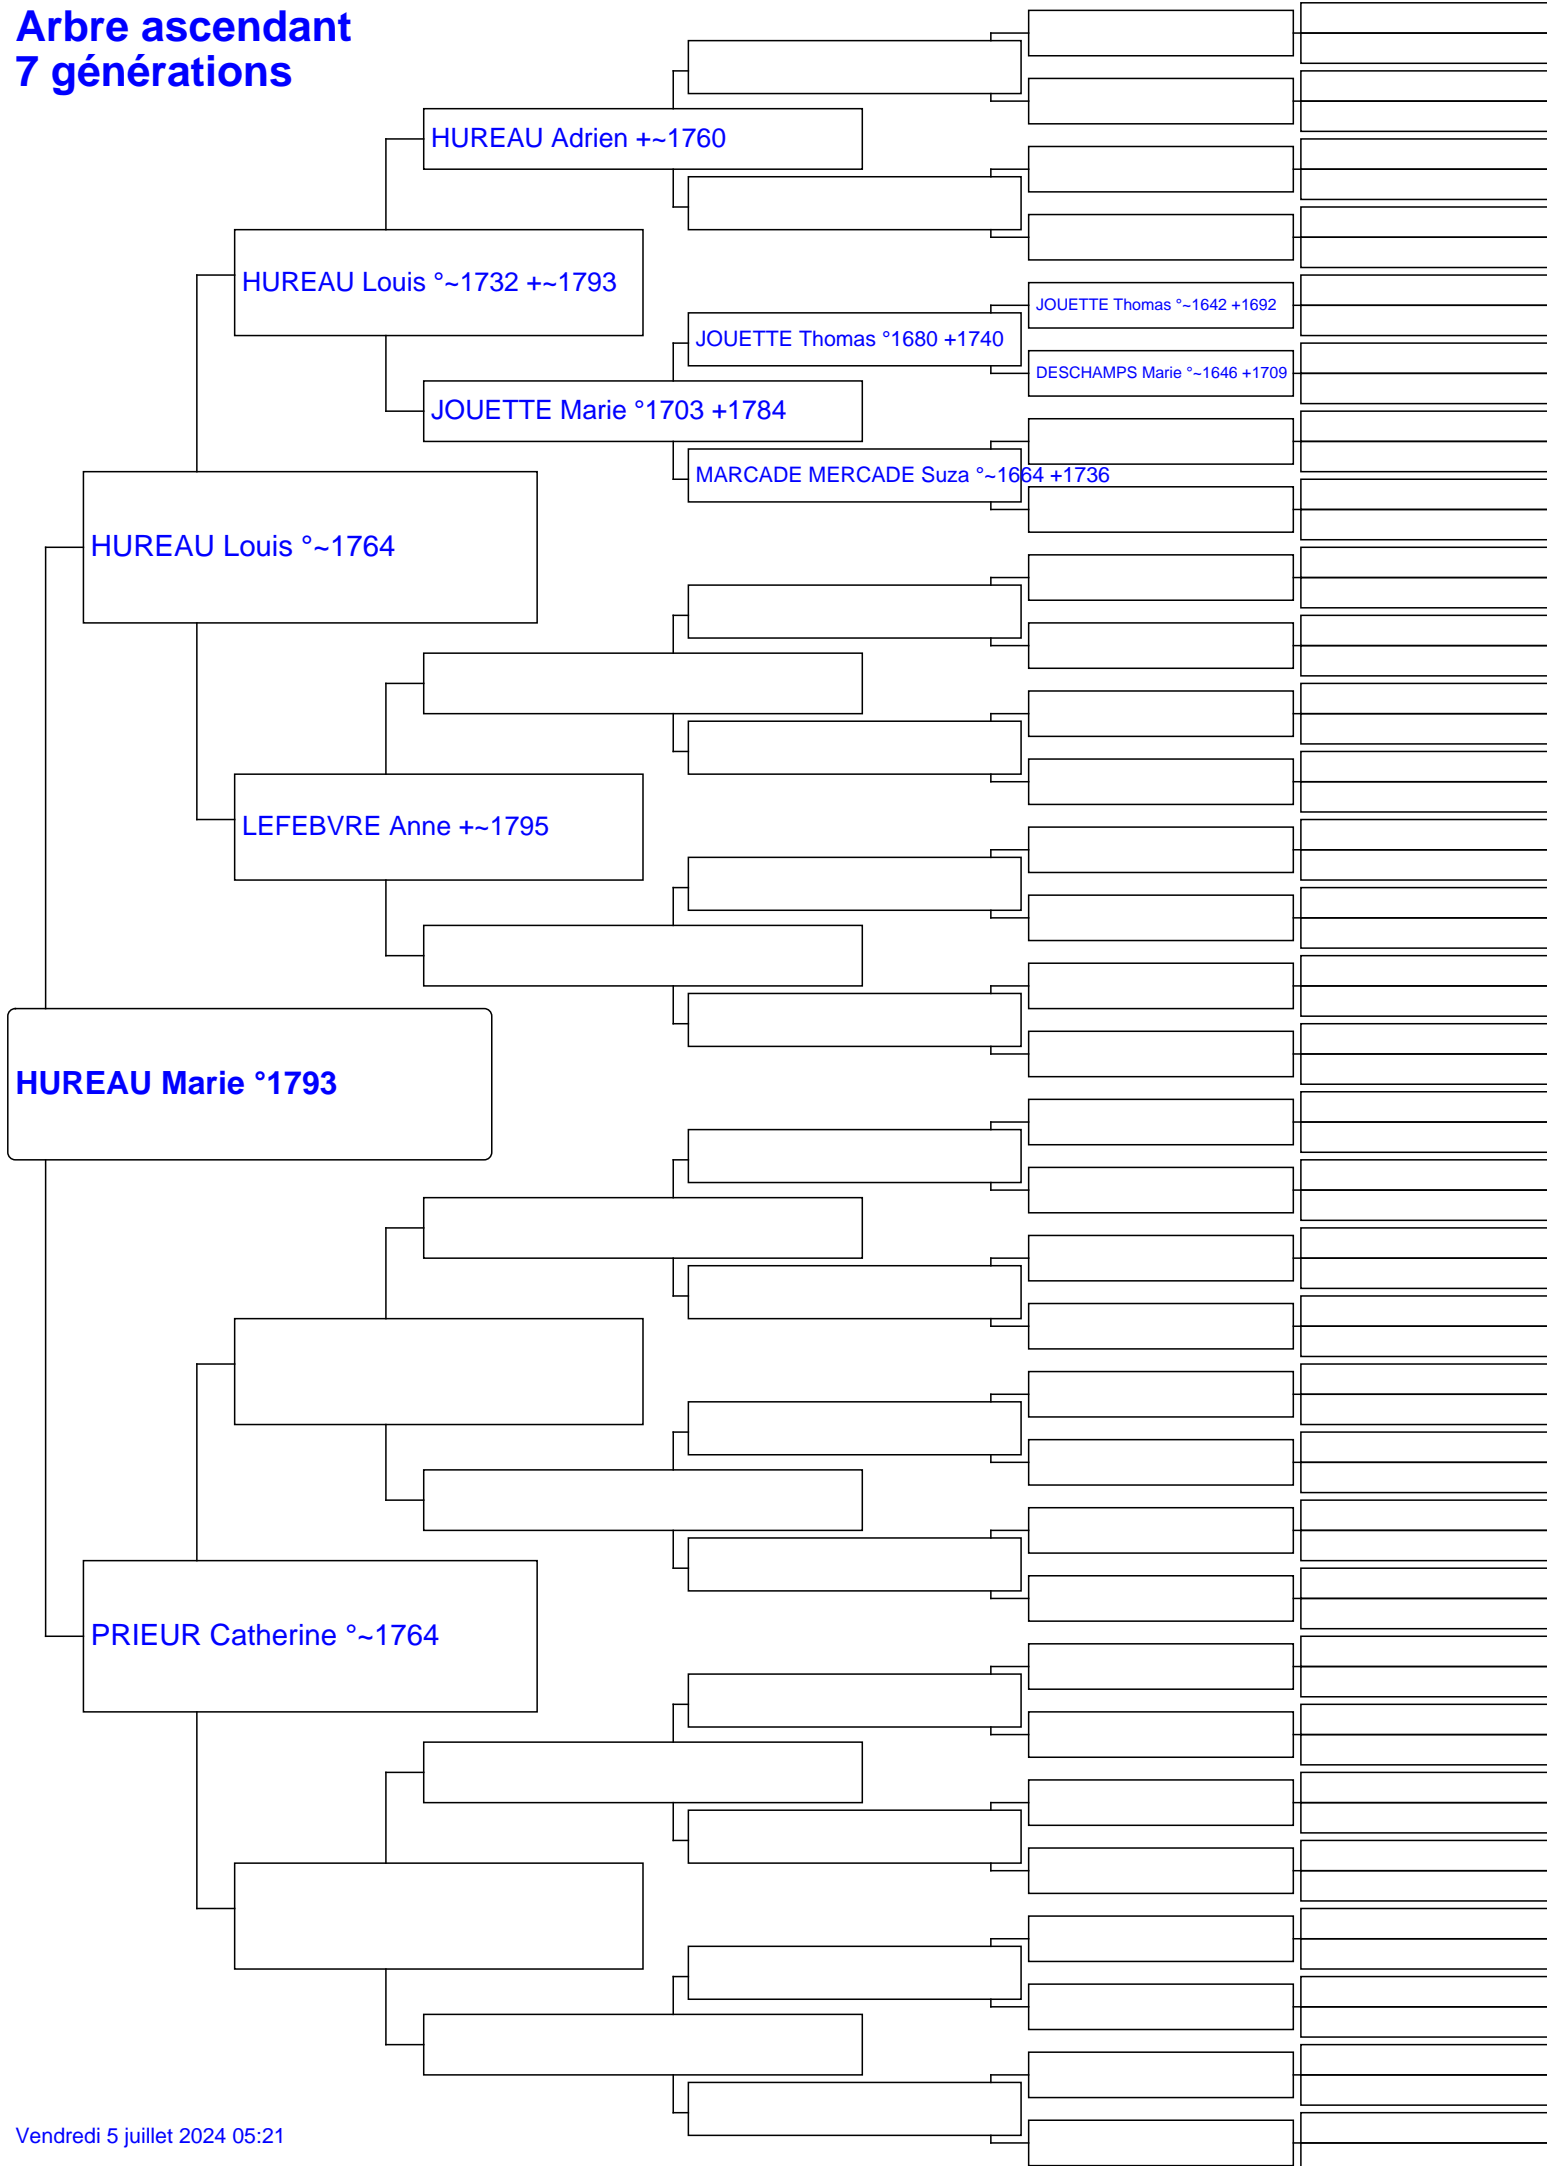 Arbre ascendant
7 générations
HUREAU Adrien +~1760
HUREAU Louis °~1732 +~1793
JOUETTE Thomas °~1642 +1692
JOUETTE Thomas °1680 +1740
DESCHAMPS Marie °~1646 +1709
JOUETTE Marie °1703 +1784
MARCADE MERCADE Suza °~1664 +1736
HUREAU Louis °~1764
LEFEBVRE Anne +~1795
HUREAU Marie °1793
PRIEUR Catherine °~1764
Vendredi 5 juillet 2024 05:21